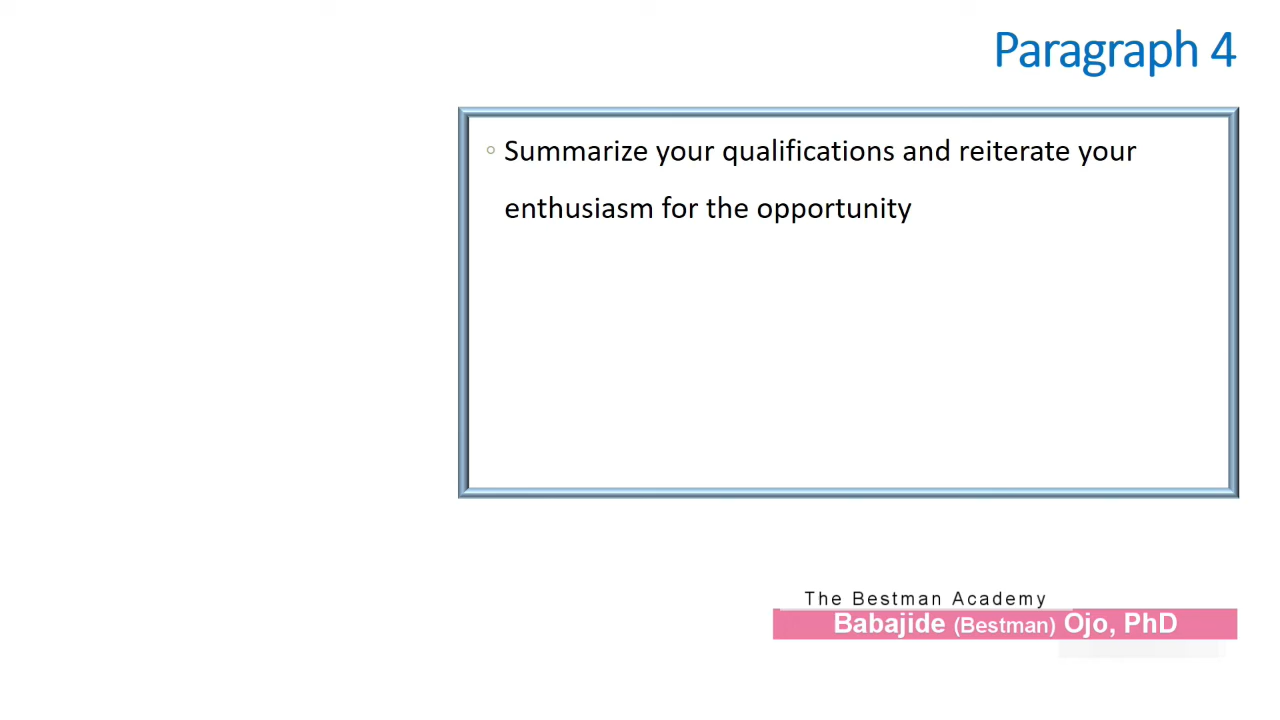 Paragraph 4
◦ Summarize your qualifications and reiterate your
enthusiasm for the opportunity
The Bestman Academy
Babajide (Bestman) Ojo, PhD